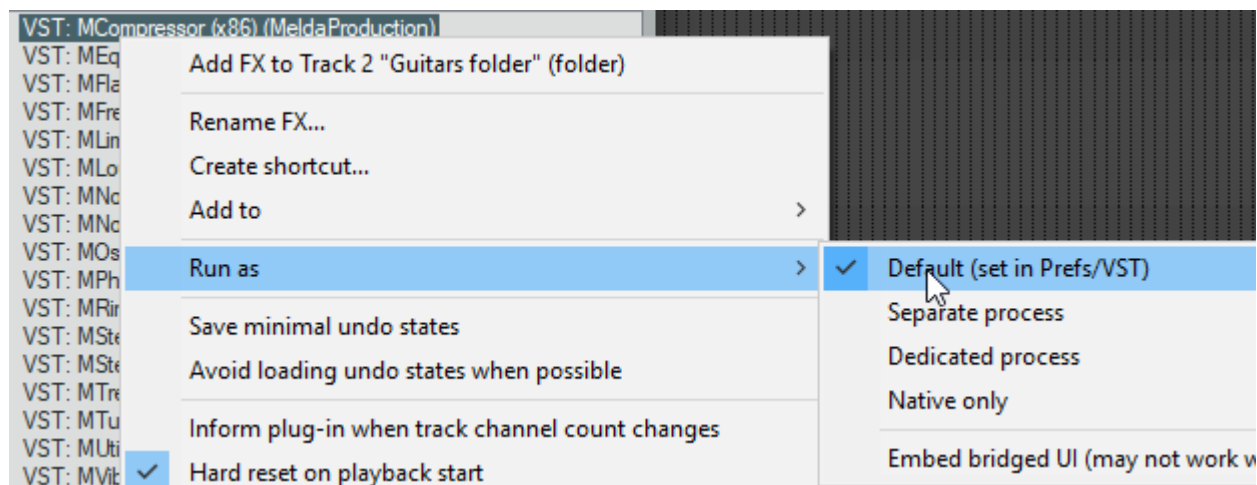 VST: MCompressor (x86) (MeldaProduction)
VST: MEq
VST: MFla
VST: MFre
VST: MLim
VST: MLo
VST: MNo
VST: MNo
VST: MOs
VST: MPh
VST: MRin
VST: MSte
VST: MSte
VST: MTre
VST: MTu
VST: MUti
VST: MVib
Add FX to Track 2 "Guitars folder" (folder)
Rename FX...
Create shortcut...
Add to
Run as
Save minimal undo states
Avoid loading undo states when possible
Inform plug-in when track channel count changes
Hard reset on playback start
Default (set in Prefs/VST)
Separate process
Dedicated process
Native only
Embed bridged UI (may not work w